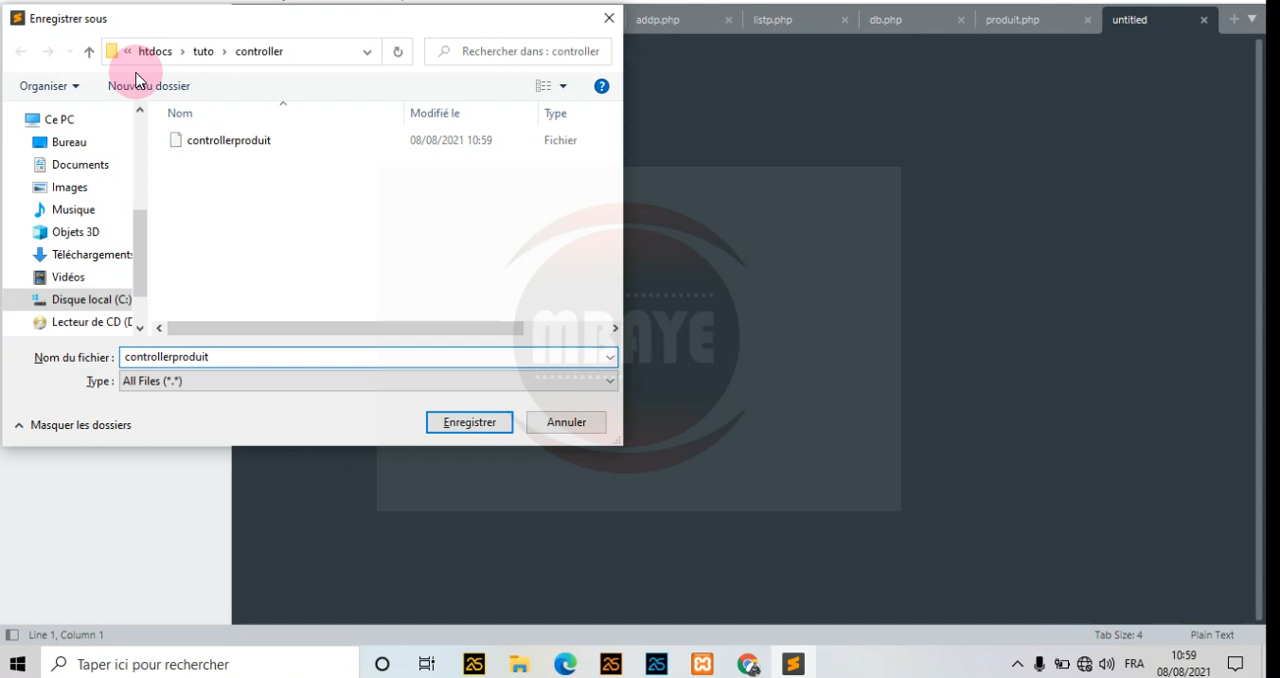 Enregistrer sous
addp.php
listp.php
db.php
produit.php
untitled
« htdocs › tuto › controller
Rechercher dans : controller
Organiser
Nouveau dossier
Nom
Modifié le
Type
Ce PC
Bureau
Documents
Images
Musique
Objets 3D
Téléchargements
Vidéos
Disque local (C:)
Lecteur de CD (D
controllerproduit
08/08/2021 10:59
Fichier
MBAYE
Nom du fichier : controllerproduit
Type : All Files (*.*)
Masquer les dossiers
Enregistrer
Annuler
Line 1, Column 1
Tab Size: 4
Plain Text
Taper ici pour rechercher
25
25
25
FRA
10:59
08/08/2021